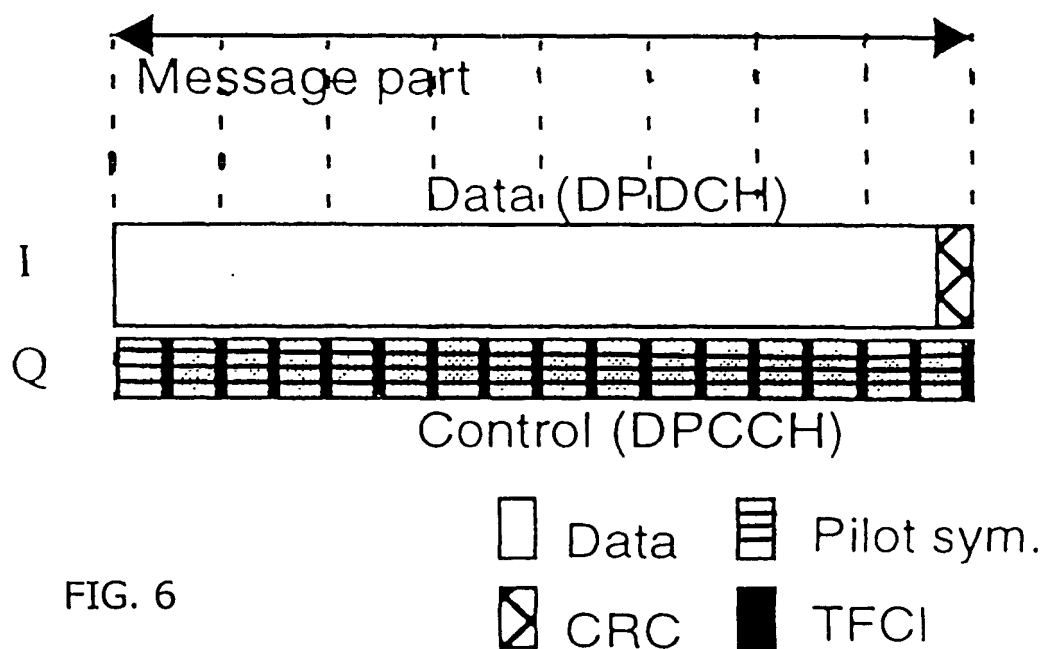 Message part
Data (DPDCH)
I
Q
Control (DPCCH)
Data
Pilot sym.
CRC
TFCI
FIG. 6